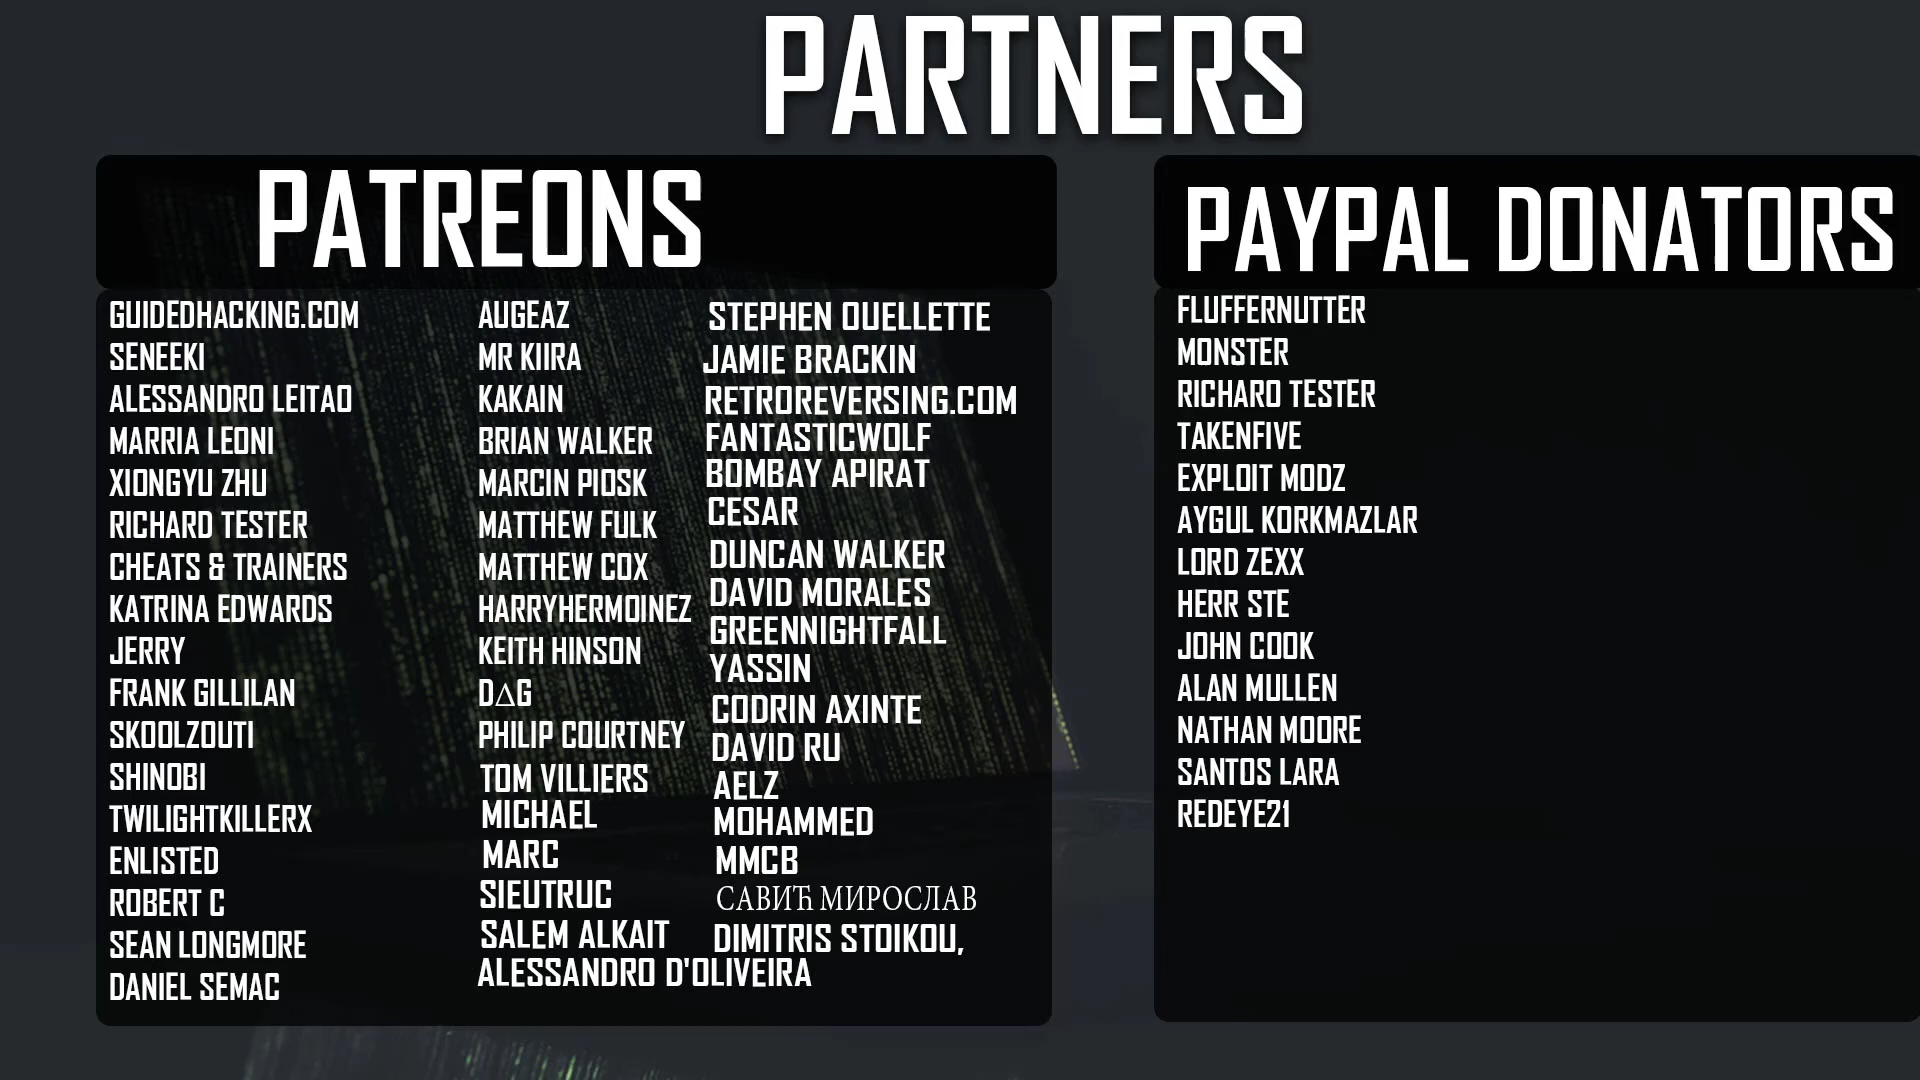 PARTNERS
PATREONS
GUIDEDHACKING.COM
SENEEKI
ALESSANDRO LEITAO
MARRIA LEONI
XIONGYU ZHU
RICHARD TESTER
CHEATS & TRAINERS
KATRINA EDWARDS
JERRY
FRANK GILLILAN
SKOOLZOUTI
SHINOBI
TWILIGHTKILLERX
ENLISTED
ROBERT C
SEAN LONGMORE
DANIEL SEMAC
AUGEAZ
MR KIIRA
KAKAIN
BRIAN WALKER
MARCIN PIOSK
MATTHEW FULK
MATTHEW COX
HARRYHERMOINEZ
KEITH HINSON
D△G
PHILIP COURTNEY
TOM VILLIERS
MICHAEL
MARC
SIEUTRUC
SALEM ALKAIT
ALESSANDRO D'OLIVEIRA
STEPHEN OUELLETTE
JAMIE BRACKIN
RETROREVERSING.COM
FANTASTICWOLF
BOMBAY APIRAT
CESAR
DUNCAN WALKER
DAVID MORALES
GREENNIGHTFALL
YASSIN
CODRIN AXINTE
DAVID RU
AELZ
MOHAMMED
MMCB
САВИЋ МИРОСЛАВ
DIMITRIS STOIKOU,
PAYPAL DONATORS
FLUFFERNUTTER
MONSTER
RICHARD TESTER
TAKENFIVE
EXPLOIT MODZ
AYGUL KORKMAZLAR
LORD ZEXX
HERR STE
JOHN COOK
ALAN MULLEN
NATHAN MOORE
SANTOS LARA
REDEYE21